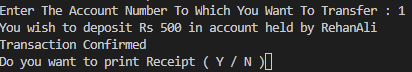 Enter The Account Number To Which You Want To Transfer : 1
You wish to deposit Rs 500 in account held by RehanAli
Transaction Confirmed
Do you want to print Receipt ( Y / N )